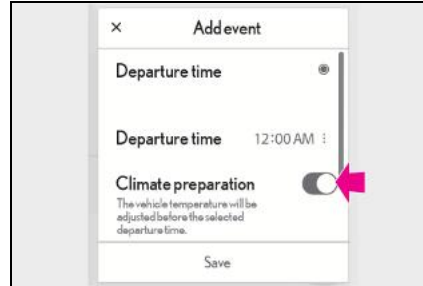 × Add event
Departure time
Departure time 12:00 AM
Climate preparation
The vehicle temperature will be
adjusted before the selected
departure time.
Save